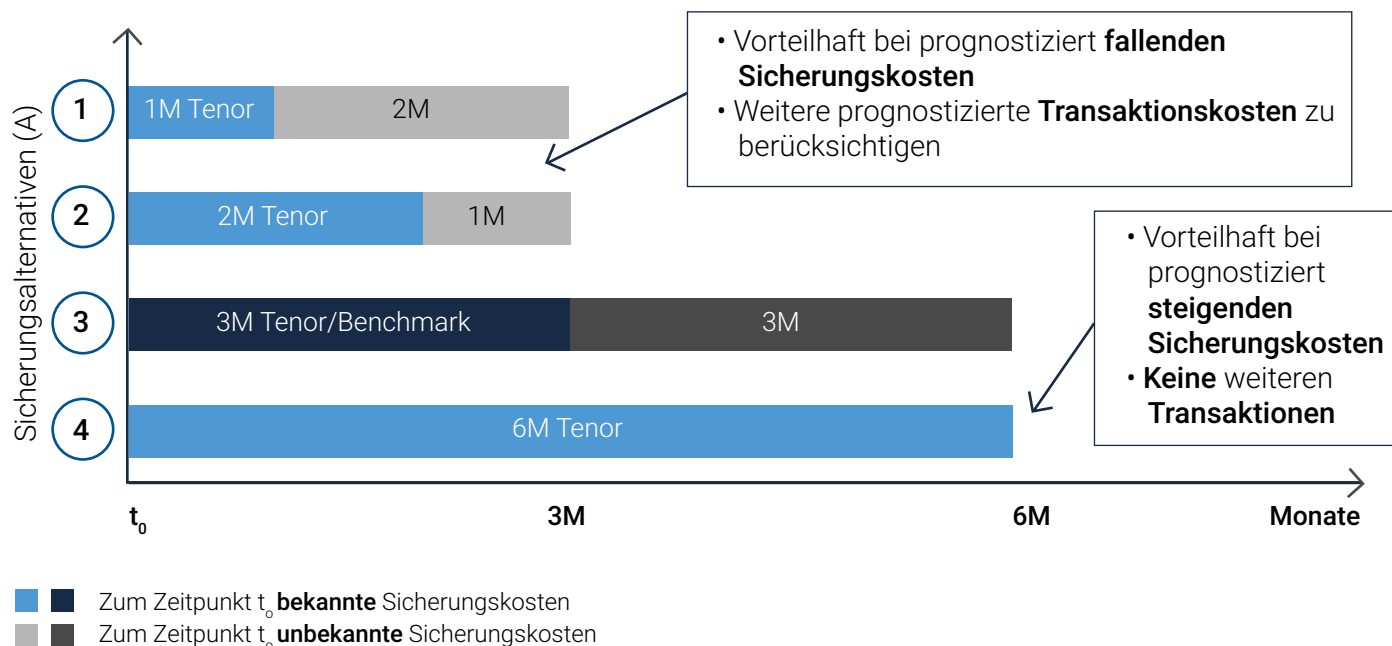 • Vorteilhaft bei prognostiziert fallenden
Sicherungskosten
• Weitere prognostizierte Transaktionskosten zu
berücksichtigen
Sicherungsalternativen (A)
1
1M Tenor
2M
2
2M Tenor
1M
• Vorteilhaft bei
prognostiziert
steigenden
Sicherungskosten
• Keine weiteren
Transaktionen
3
3M Tenor/Benchmark
3M
4
6M Tenor
t0
3M
6M
Monate
Zum Zeitpunkt to bekannte Sicherungskosten
Zum Zeitpunkt to unbekannte Sicherungskosten